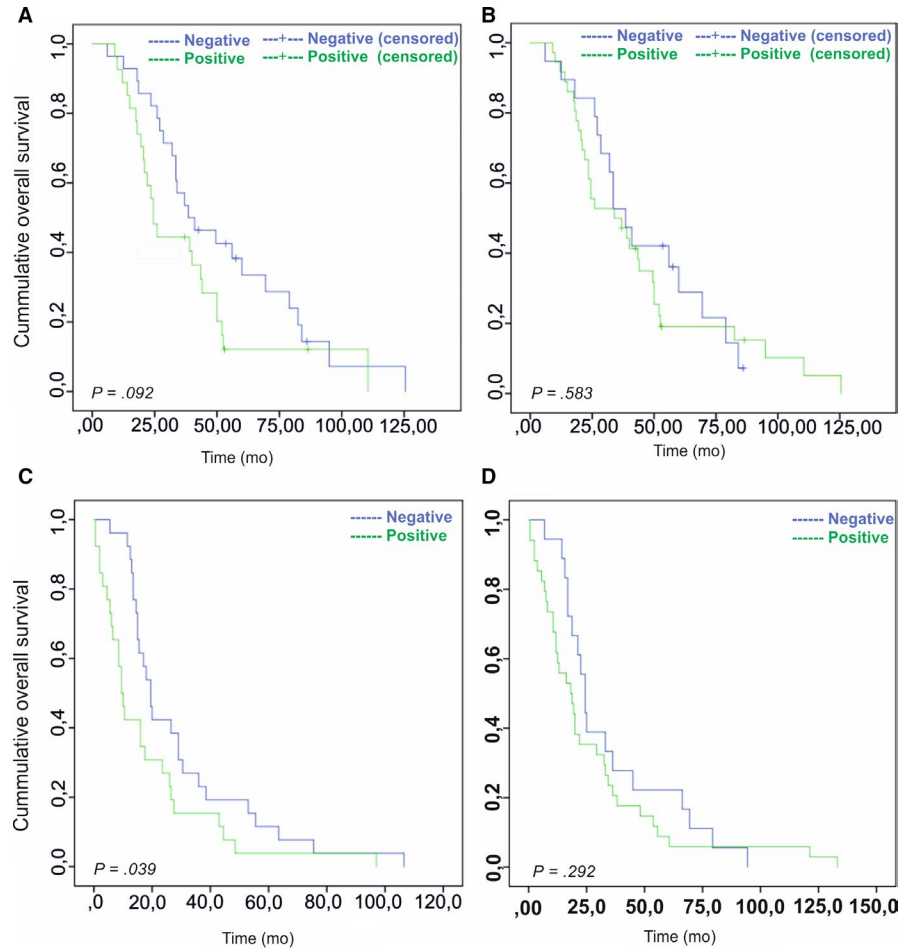 A
Negative Negative (censored)
Positive Positive (censored)
Cummulative overall survival
1,0
0,8
0,6
0,4
0,2
0,0
P = .092
,00 25,00 50,00 75,00 100,00 125,00
Time (mo)
B
Negative Negative (censored)
Positive Positive (censored)
1,0
0,8
0,6
0,4
0,2
0,0
P = .583
,00 25,00 50,00 75,00 100,00 125,00
Time (mo)
C
Negative
Positive
Cummulative overall survival
1,0
0,8
0,6
0,4
0,2
0,0
P = .039
,0 20,0 40,0 60,0 80,0 100,0 120,0
Time (mo)
D
Negative
Positive
1,0
0,8
0,6
0,4
0,2
0,0
P = .292
,00 25,0 50,0 75,0 100,0 125,0 150,0
Time (mo)